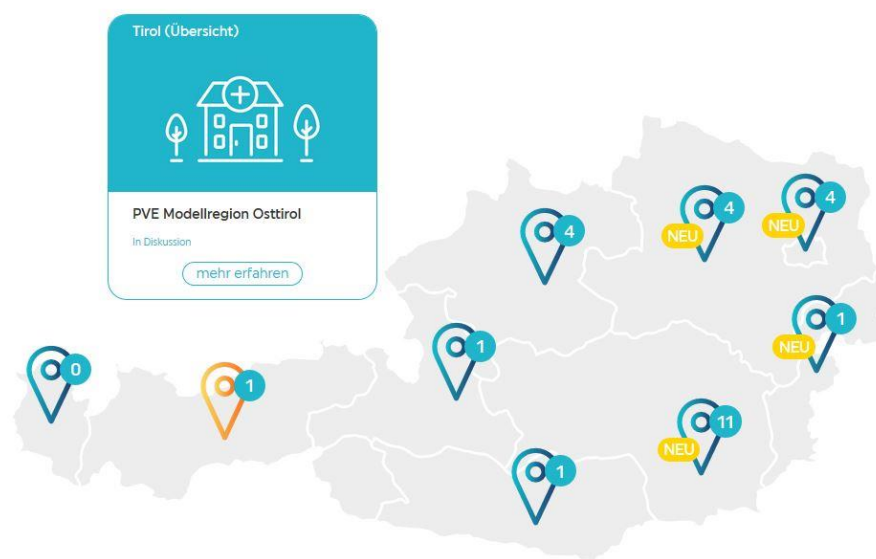 Tirol (Übersicht)
PVE Modellregion Osttirol
In Diskussion
mehr erfahren
4
NEU
4
NEU
4
1
NEU
1
0
1
11
NEU
1